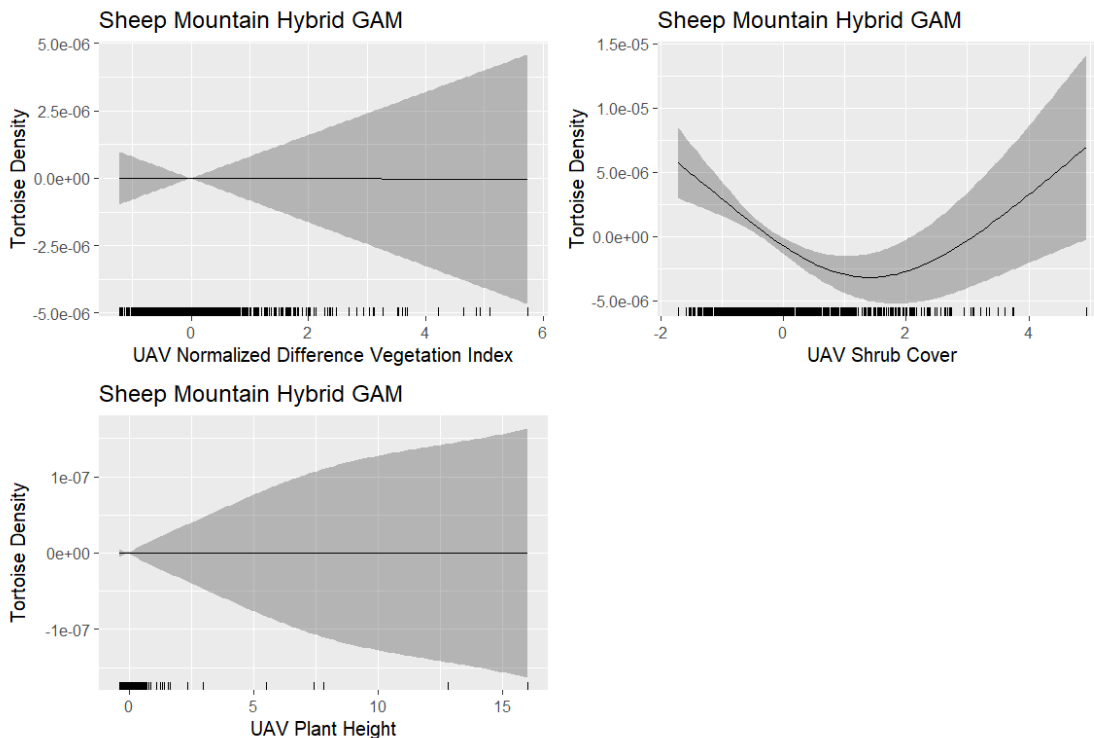 Sheep Mountain Hybrid GAM
5.0e-06
2.5e-06
0.0e+00
-2.5e-06
-5.0e-06
Tortoise Density
0 2 4 6
UAV Normalized Difference Vegetation Index
Sheep Mountain Hybrid GAM
1.5e-05
1.0e-05
5.0e-06
0.0e+00
-5.0e-06
Tortoise Density
-2 0 2 4
UAV Shrub Cover
Sheep Mountain Hybrid GAM
1e-07
0e+00
-1e-07
Tortoise Density
0 5 10 15
UAV Plant Height